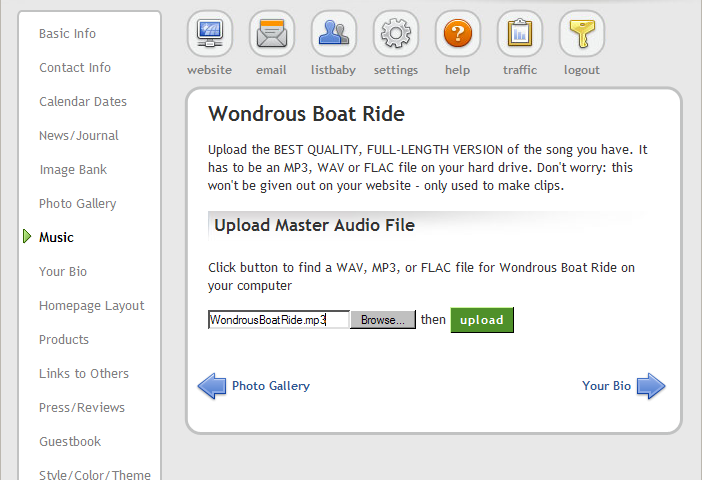 Basic Info
Contact Info
Calendar Dates
News/Journal
Image Bank
Photo Gallery
Music
Your Bio
Homepage Layout
Products
Links to Others
Press/Reviews
Guestbook
Style/Color/Theme
website email listbaby settings help traffic logout
Wondrous Boat Ride
Upload the BEST QUALITY, FULL-LENGTH VERSION of the song you have. It
has to be an MP3, WAV or FLAC file on your hard drive. Don't worry: this
won't be given out on your website - only used to make clips.
Upload Master Audio File
Click button to find a WAV, MP3, or FLAC file for Wondrous Boat Ride on
your computer
WondrousBoatRide.mp3 Browse... then upload
Photo Gallery Your Bio